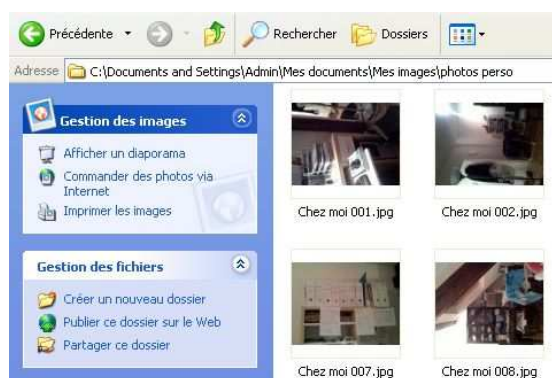 Précédente Rechercher Dossiers
Adresse C:\Documents and Settings\Admin\Mes documents\Mes images\photos perso
Gestion des images
Afficher un diaporama
Commander des photos via
Internet
Imprimer les images
Gestion des fichiers
Créer un nouveau dossier
Publier ce dossier sur le Web
Partager ce dossier
Chez moi 001.jpg
Chez moi 002.jpg
Chez moi 007.jpg
Chez moi 008.jpg